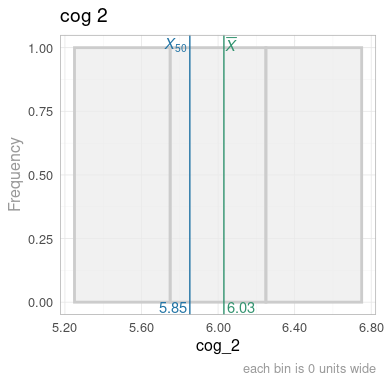 cog 2
X50 X̅
1.00
0.75
0.50
0.25
0.00
Frequency
5.85 6.03
5.20 5.60 6.00 6.40 6.80
cog_2
each bin is 0 units wide